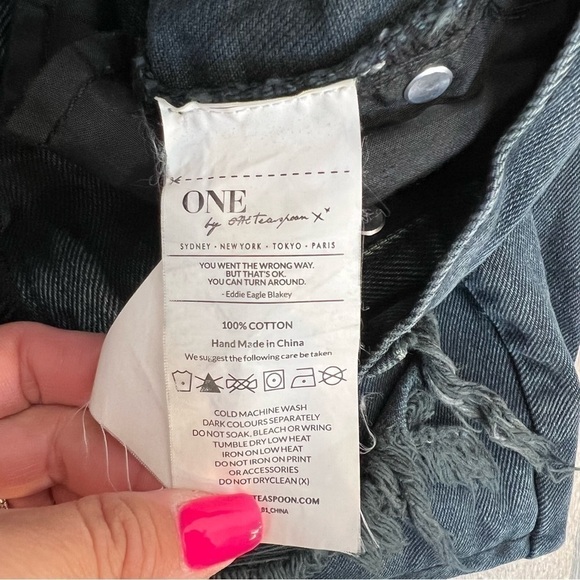 ONE
by oneteaspoon X
SYDNEY • NEW YORK • TOKYO • PARIS
YOU WENT THE WRONG WAY.
BUT THAT'S OK.
YOU CAN TURN AROUND.
- Eddie Eagle Blakey
100% COTTON
Hand Made in China
We suggest the following care be taken
COLD MACHINE WASH
DARK COLOURS SEPARATELY
DO NOT SOAK, BLEACH OR WRING
TUMBLE DRY LOW HEAT
IRON ON LOW HEAT
DO NOT IRON ON PRINT
OR ACCESSORIES
DO NOT DRYCLEAN (X)
TEASPOON.COM
01_CHINA